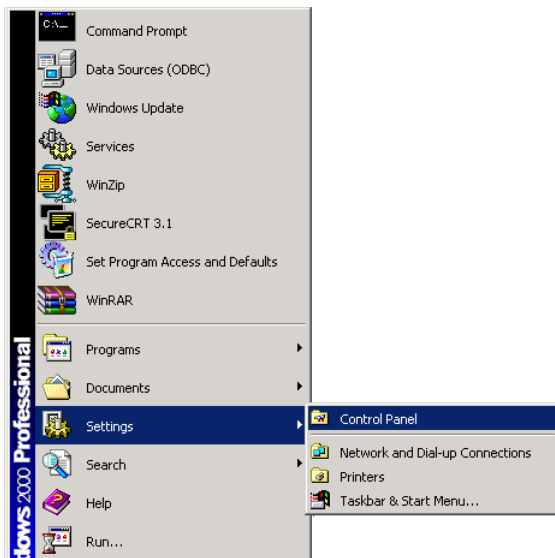 C:\_
Command Prompt
Data Sources (ODBC)
Windows Update
Services
WinZip
SecureCRT 3.1
Set Program Access and Defaults
WinRAR
Programs
Documents
Settings
Search
Help
Run...
Control Panel
Network and Dial-up Connections
Printers
Taskbar & Start Menu...
dows 2000 Professional